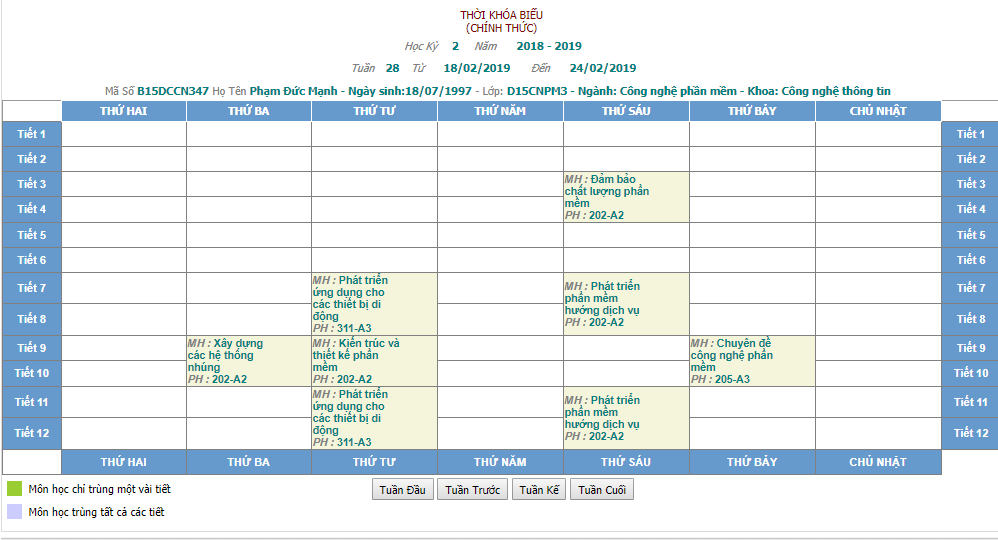 THỜI KHÓA BIỂU
(CHÍNH THỨC)
Học Kỳ 2 Năm 2018 - 2019
Tuần 28 Từ 18/02/2019 Đến 24/02/2019
Mã Số B15DCCN347 Họ Tên Phạm Đức Mạnh - Ngày sinh:18/07/1997 - Lớp: D15CNPM3 - Ngành: Công nghệ phần mềm - Khoa: Công nghệ thông tin
THỨ HAI THỨ BA THỨ TƯ THỨ NĂM THỨ SÁU THỨ BẢY CHỦ NHẬT
Tiết 1 Tiết 1
Tiết 2 Tiết 2
Tiết 3 Tiết 3
MH : Đảm bảo
chất lượng phần
mềm
PH : 202-A2
Tiết 4 Tiết 4
Tiết 5 Tiết 5
Tiết 6 Tiết 6
Tiết 7 Tiết 7
MH : Phát triển
ứng dụng cho
các thiết bị di
động
PH : 311-A3
MH : Phát triển
phần mềm
hướng dịch vụ
PH : 202-A2
Tiết 8 Tiết 8
Tiết 9 Tiết 9
MH : Xây dựng
các hệ thống
nhúng
PH : 202-A2
MH : Kiến trúc và
thiết kế phần
mềm
PH : 202-A2
MH : Chuyên đề
công nghệ phần
mềm
PH : 205-A3
Tiết 10 Tiết 10
Tiết 11 Tiết 11
MH : Phát triển
ứng dụng cho
các thiết bị di
động
PH : 311-A3
MH : Phát triển
phần mềm
hướng dịch vụ
PH : 202-A2
Tiết 12 Tiết 12
THỨ HAI THỨ BA THỨ TƯ THỨ NĂM THỨ SÁU THỨ BẢY CHỦ NHẬT
Môn học chỉ trùng một vài tiết
Tuần Đầu Tuần Trước Tuần Kế Tuần Cuối
Môn học trùng tất cả các tiết